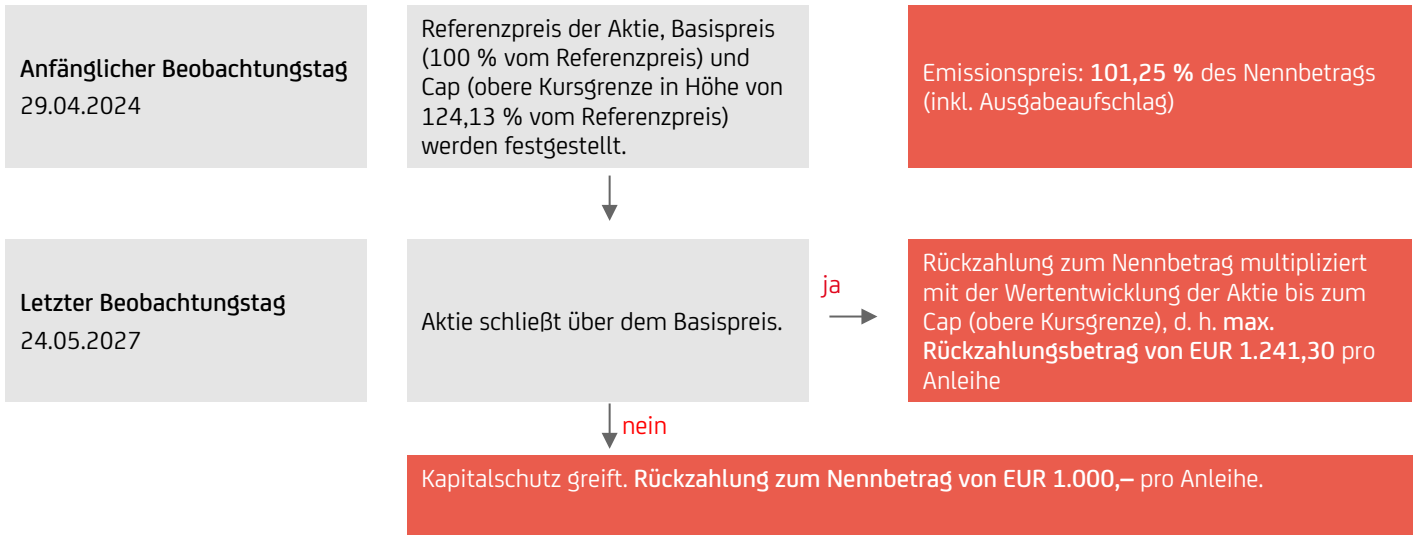 Anfänglicher Beobachtungstag
29.04.2024
Referenzpreis der Aktie, Basispreis
(100 % vom Referenzpreis) und
Cap (obere Kursgrenze in Höhe von
124,13 % vom Referenzpreis)
werden festgestellt.
Emissionspreis: 101,25 % des Nennbetrags
(inkl. Ausgabeaufschlag)
Letzter Beobachtungstag
24.05.2027
Aktie schließt über dem Basispreis.
ja
Rückzahlung zum Nennbetrag multipliziert
mit der Wertentwicklung der Aktie bis zum
Cap (obere Kursgrenze), d. h. max.
Rückzahlungsbetrag von EUR 1.241,30 pro
Anleihe
nein
Kapitalschutz greift. Rückzahlung zum Nennbetrag von EUR 1.000,– pro Anleihe.